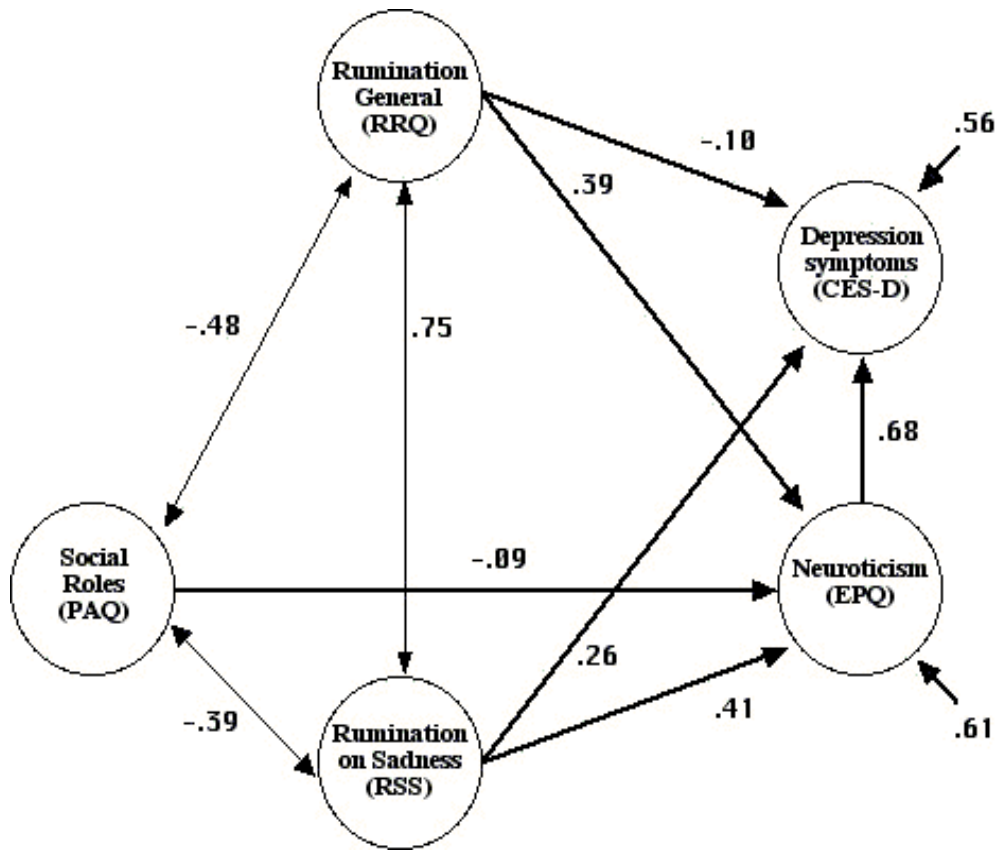 Rumination
General
(RRQ)
-.10
.56
.39
Depression
symptoms
(CES-D)
-.48
.75
.68
Social
Roles
(PAQ)
-.09
Neuroticism
(EPQ)
.26
-.39
Rumination
on Sadness
(RSS)
.41
.61